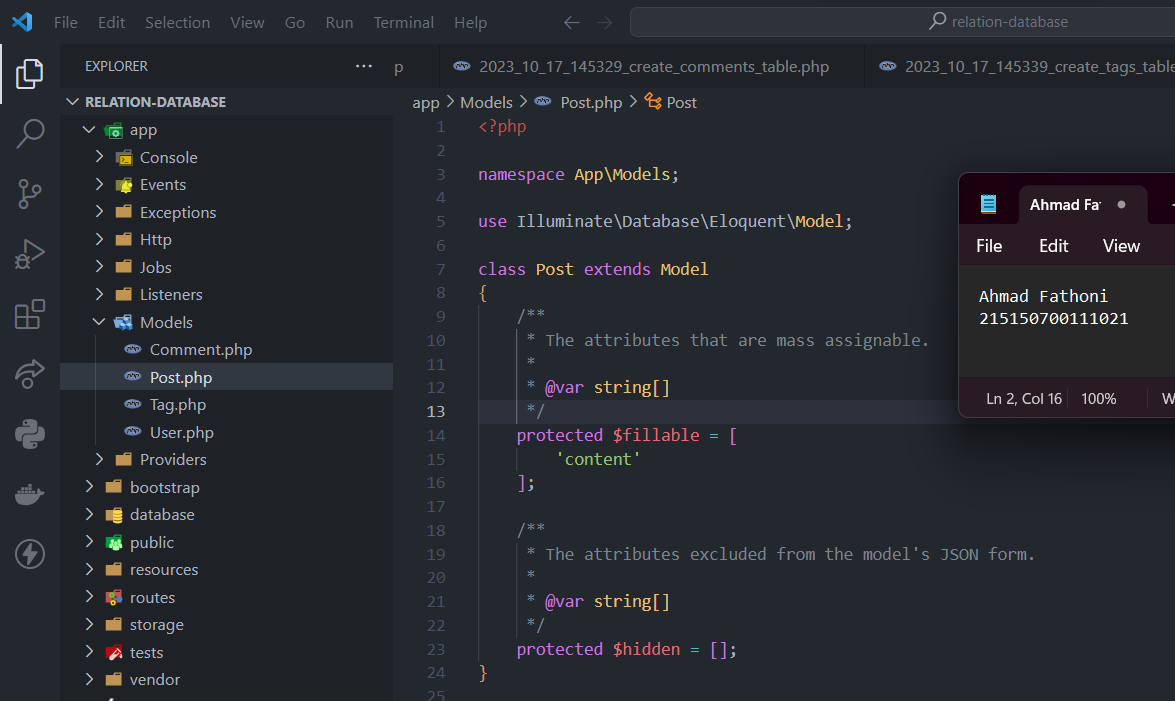 File Edit Selection View Go Run Terminal Help
relation-database
EXPLORER
p
2023_10_17_145329_create_comments_table.php
2023_10_17_145339_create_tags_table
RELATION-DATABASE
app
Console
Events
Exceptions
Http
Jobs
Listeners
Models
Comment.php
Post.php
Tag.php
User.php
Providers
bootstrap
database
public
resources
routes
storage
tests
vendor
app > Models > Post.php > Post
1 <?php
2
3 namespace App\Models;
4
5 use Illuminate\Database\Eloquent\Model;
6
7 class Post extends Model
8 {
9 /**
10 * The attributes that are mass assignable.
11 *
12 * @var string[]
13 */
14 protected $fillable = [
15 'content'
16 ];
17
18 /**
19 * The attributes excluded from the model's JSON form.
20 *
21 * @var string[]
22 */
23 protected $hidden = [];
24 }
25
Ahmad Fa
File Edit View
Ahmad Fathoni
215150700111021
Ln 2, Col 16 100% W